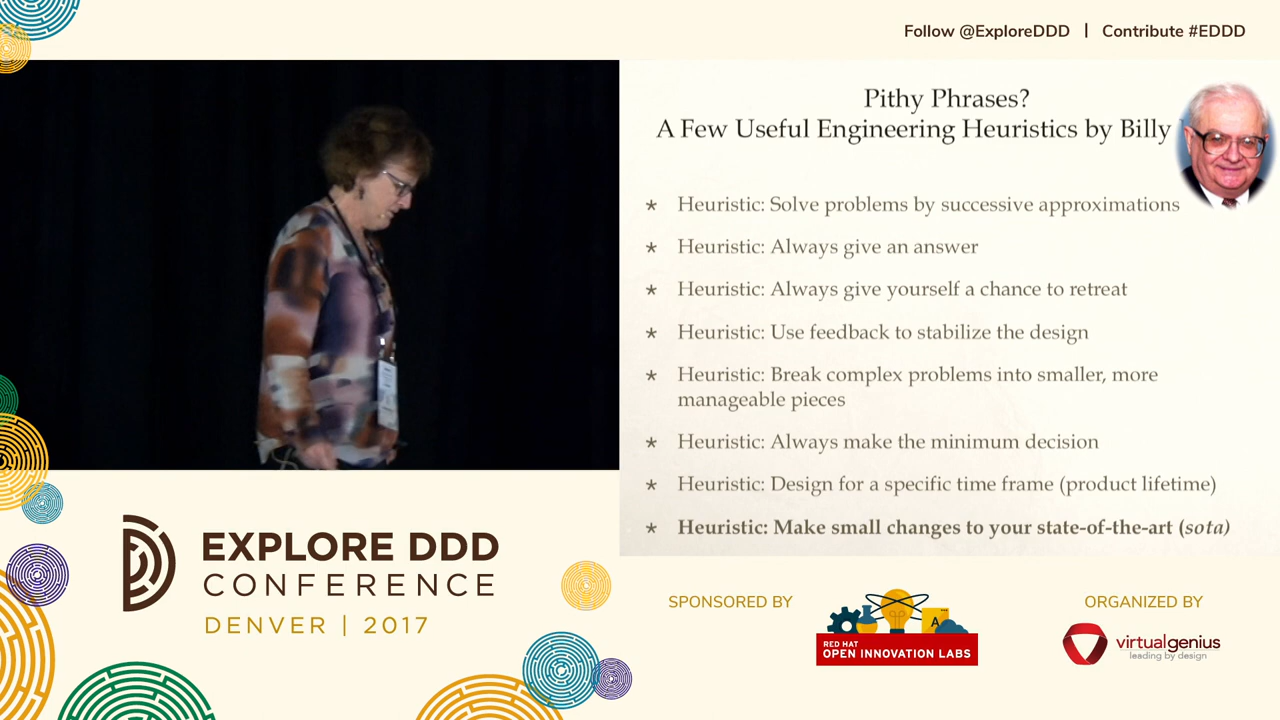 Follow @ExploreDDD | Contribute #EDDD
Pithy Phrases?
A Few Useful Engineering Heuristics by Billy
* Heuristic: Solve problems by successive approximations
* Heuristic: Always give an answer
* Heuristic: Always give yourself a chance to retreat
* Heuristic: Use feedback to stabilize the design
* Heuristic: Break complex problems into smaller, more
manageable pieces
* Heuristic: Always make the minimum decision
* Heuristic: Design for a specific time frame (product lifetime)
* Heuristic: Make small changes to your state-of-the-art (sota)
EXPLORE DDD
CONFERENCE
DENVER | 2017
SPONSORED BY
RED HAT
OPEN INNOVATION LABS
A
ORGANIZED BY
virtualgenius
leading by design